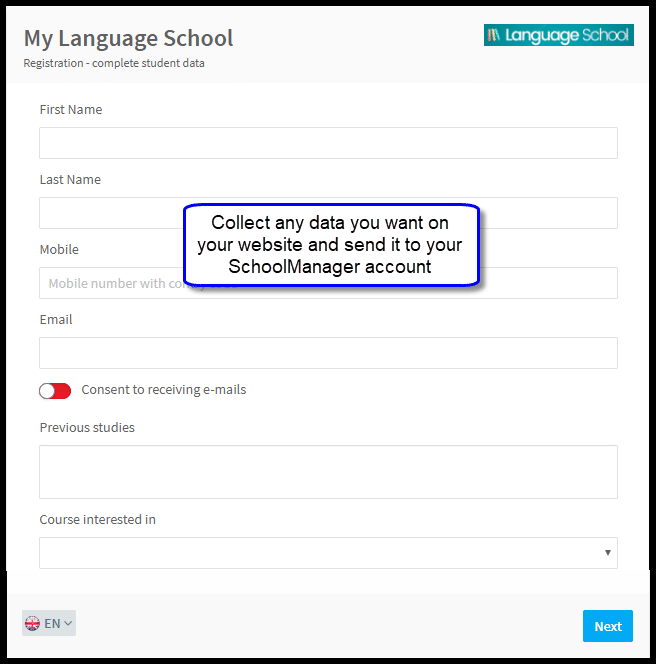 My Language School
Language School
Registration - complete student data
First Name
Last Name
Collect any data you want on
your website and send it to your
SchoolManager account
Mobile
Mobile number with
Email
Consent to receiving e-mails
Previous studies
Course interested in
EN
Next